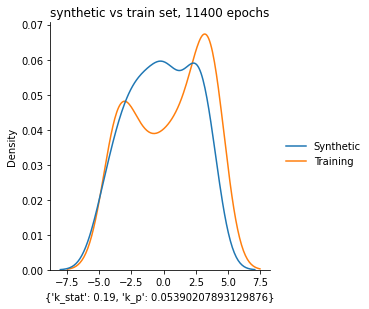 synthetic vs train set, 11400 epochs
0.07
0.06
0.05
0.04
0.03
0.02
0.01
0.00
Density
−7.5 −5.0 −2.5 0.0 2.5 5.0 7.5
{'k_stat': 0.19, 'k_p': 0.05390207893129876}
Synthetic
Training